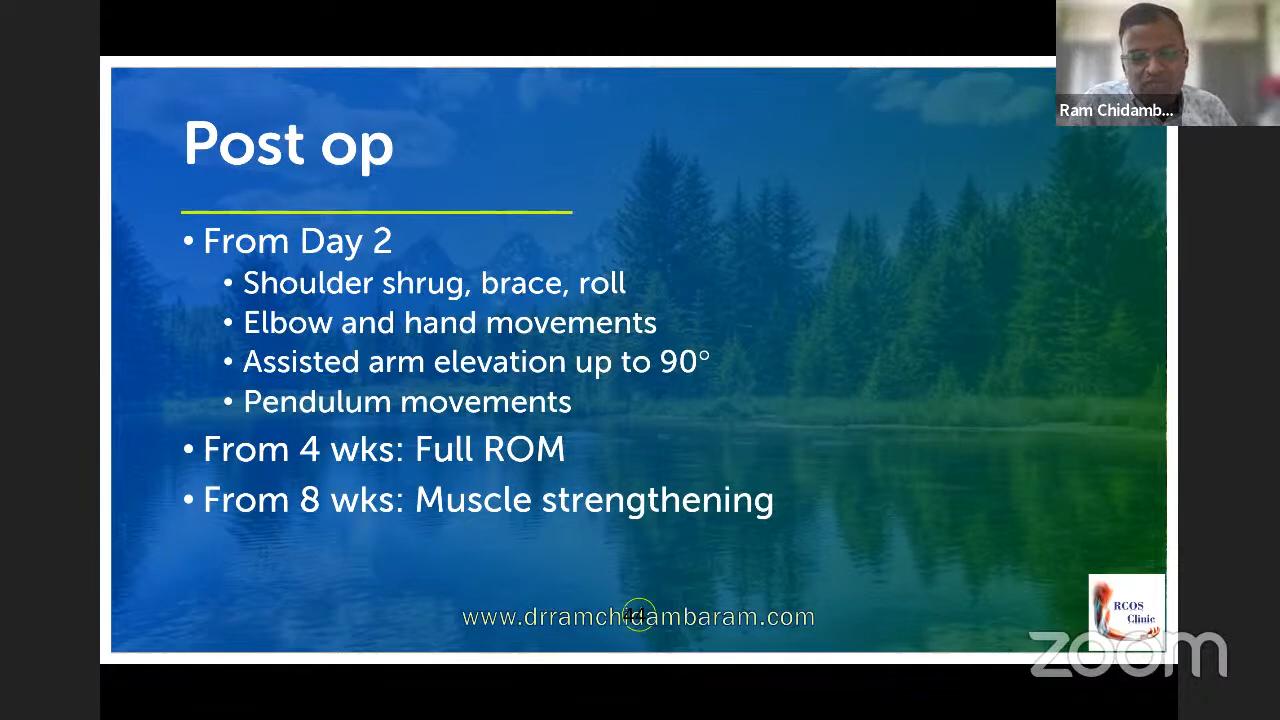 Post op
Ram Chidamb...
• From Day 2
• Shoulder shrug, brace, roll
• Elbow and hand movements
• Assisted arm elevation up to 90°
• Pendulum movements
• From 4 wks: Full ROM
• From 8 wks: Muscle strengthening
www.drramchidambaram.com
44
RCOS
Clinic
zoom